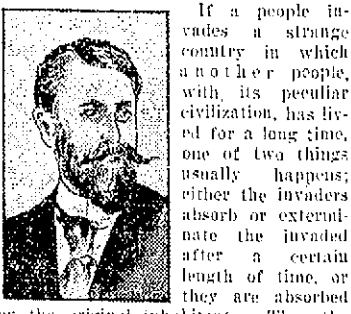 If a people in-
vades a strange
country in which
another people,
with its peculiar
civilization, has liv-
ed for a long time,
one of two things
usually happens;
either the invaders
absorb or extermi-
nate the invaded
after a certain
length of time, or
they are absorbed
the original